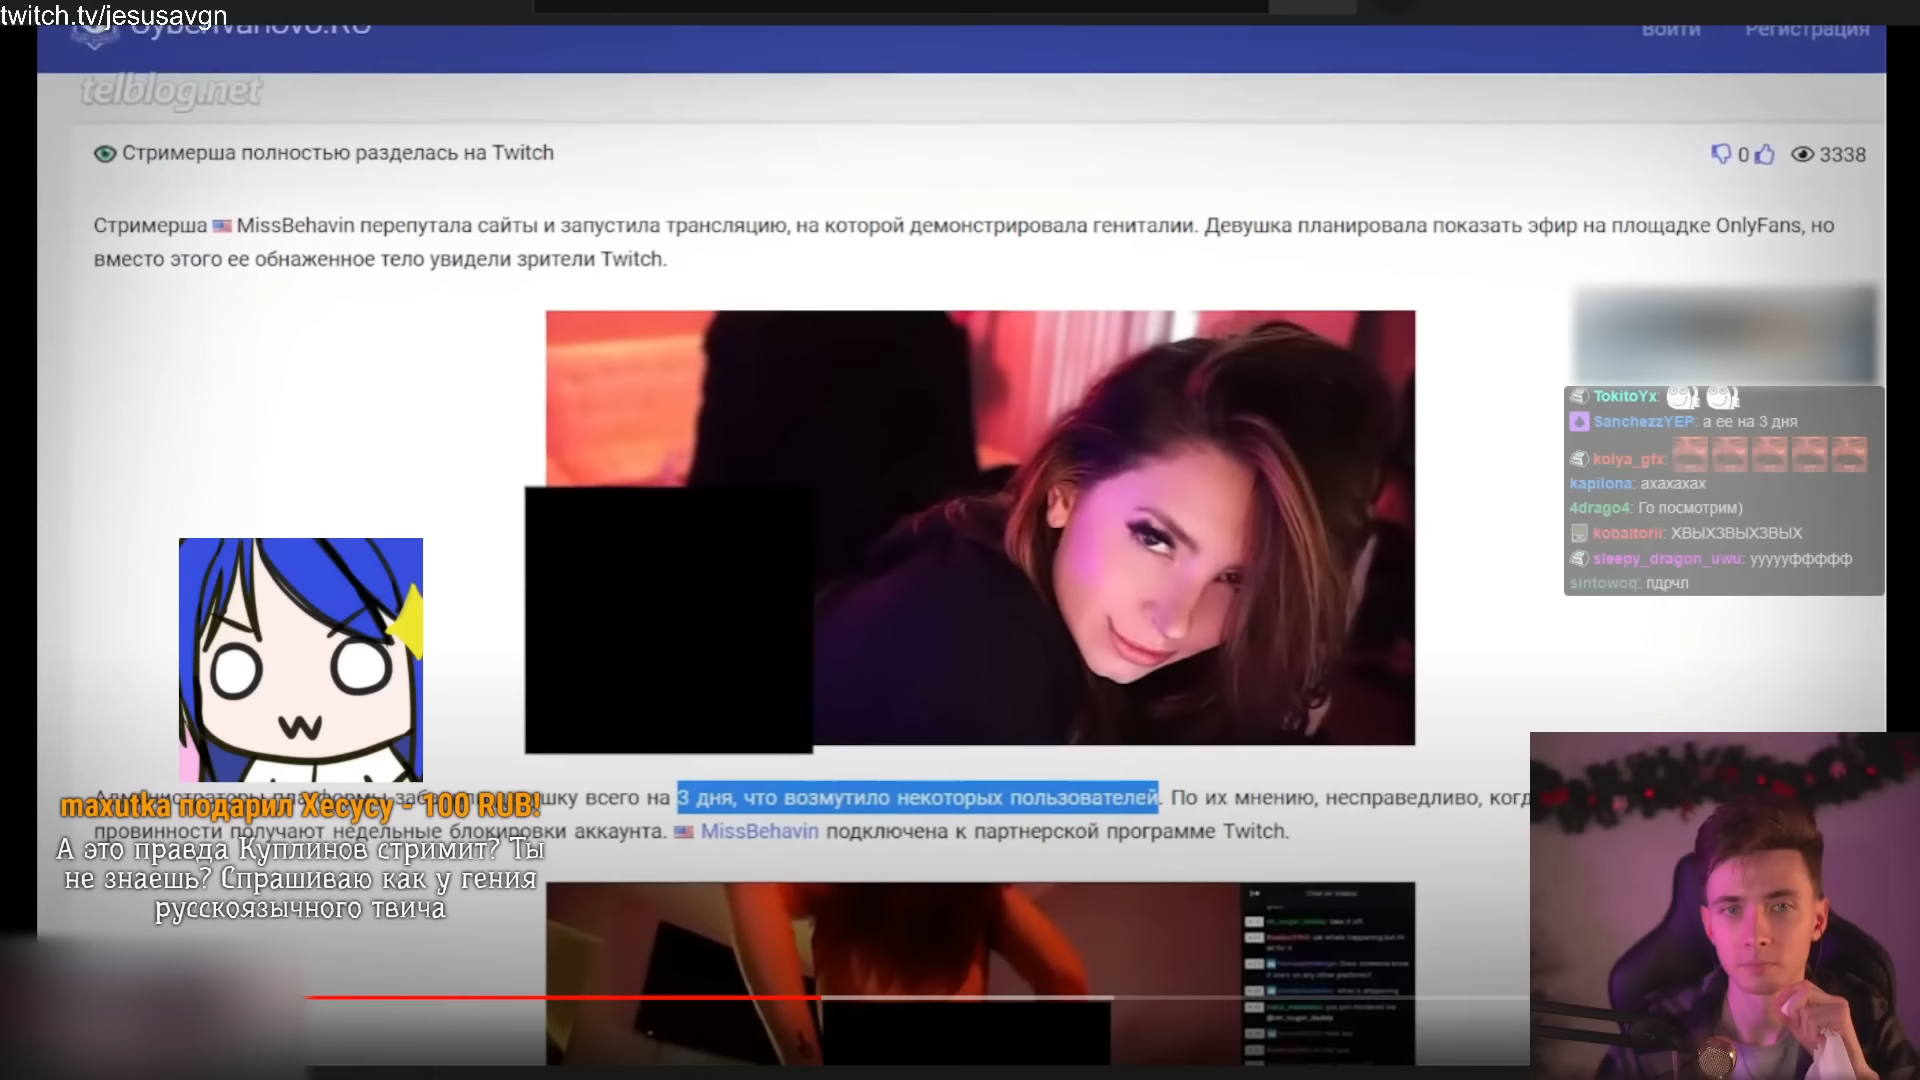 twitch.tv/jesusavgn
Войти
Регистрация
telblog.net
Стримерша полностью разделась на Twitch
0
3338
Стримерша MissBehavin перепутала сайты и запустила трансляцию, на которой демонстрировала гениталии. Девушка планировала показать эфир на площадке OnlyFans, но
вместо этого ее обнаженное тело увидели зрители Twitch.
TokitoYx:
SanchezzYEP: а ее на 3 дня
kolya_gfx:
kapilona: ахахахах
4drago4: Го посмотрим)
kobaltorii: ХВЫХЗВЫХЗВЫХ
sleepy_dragon_uwu: уууууффффф
sintowoq: пдрчл
всего на 3 дня, что возмутило некоторых пользователей. По их мнению, несправедливо,
провинности получают недельные блокировки аккаунта. MissBehavin подключена к партнерской программе Twitch.
maxutka подарил Хесусу - 100 RUB!
А это правда Куплинов стримит? Ты
не знаешь? Спрашиваю как у гения
русскоязычного твича